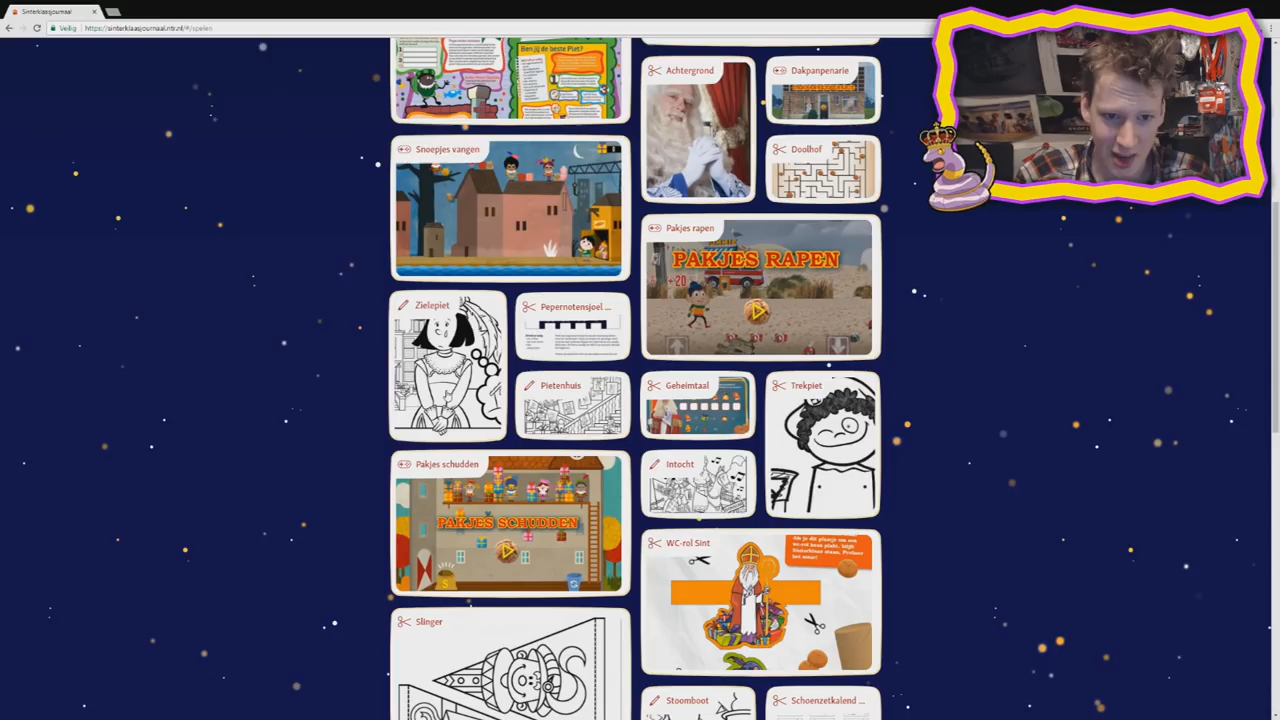 Sinterklaasjournaal
Veilig
https://sinterklaasjournaal.ntr.nl/#/spelen
Ben jij de beste Piet?
Achtergrond
Dakpanpenarie
Snoepjes vangen
Doolhof
Pakjes rapen
PAKJES RAPEN
+20
Zielepiet
Pepernotensjoel ...
Pietenhuis
Geheimtaal
Trekpiet
Pakjes schudden
PAKJES SCHUDDEN
Intocht
WC-rol Sint
Slinger
Stoomboot
Schoenzetkalend ...